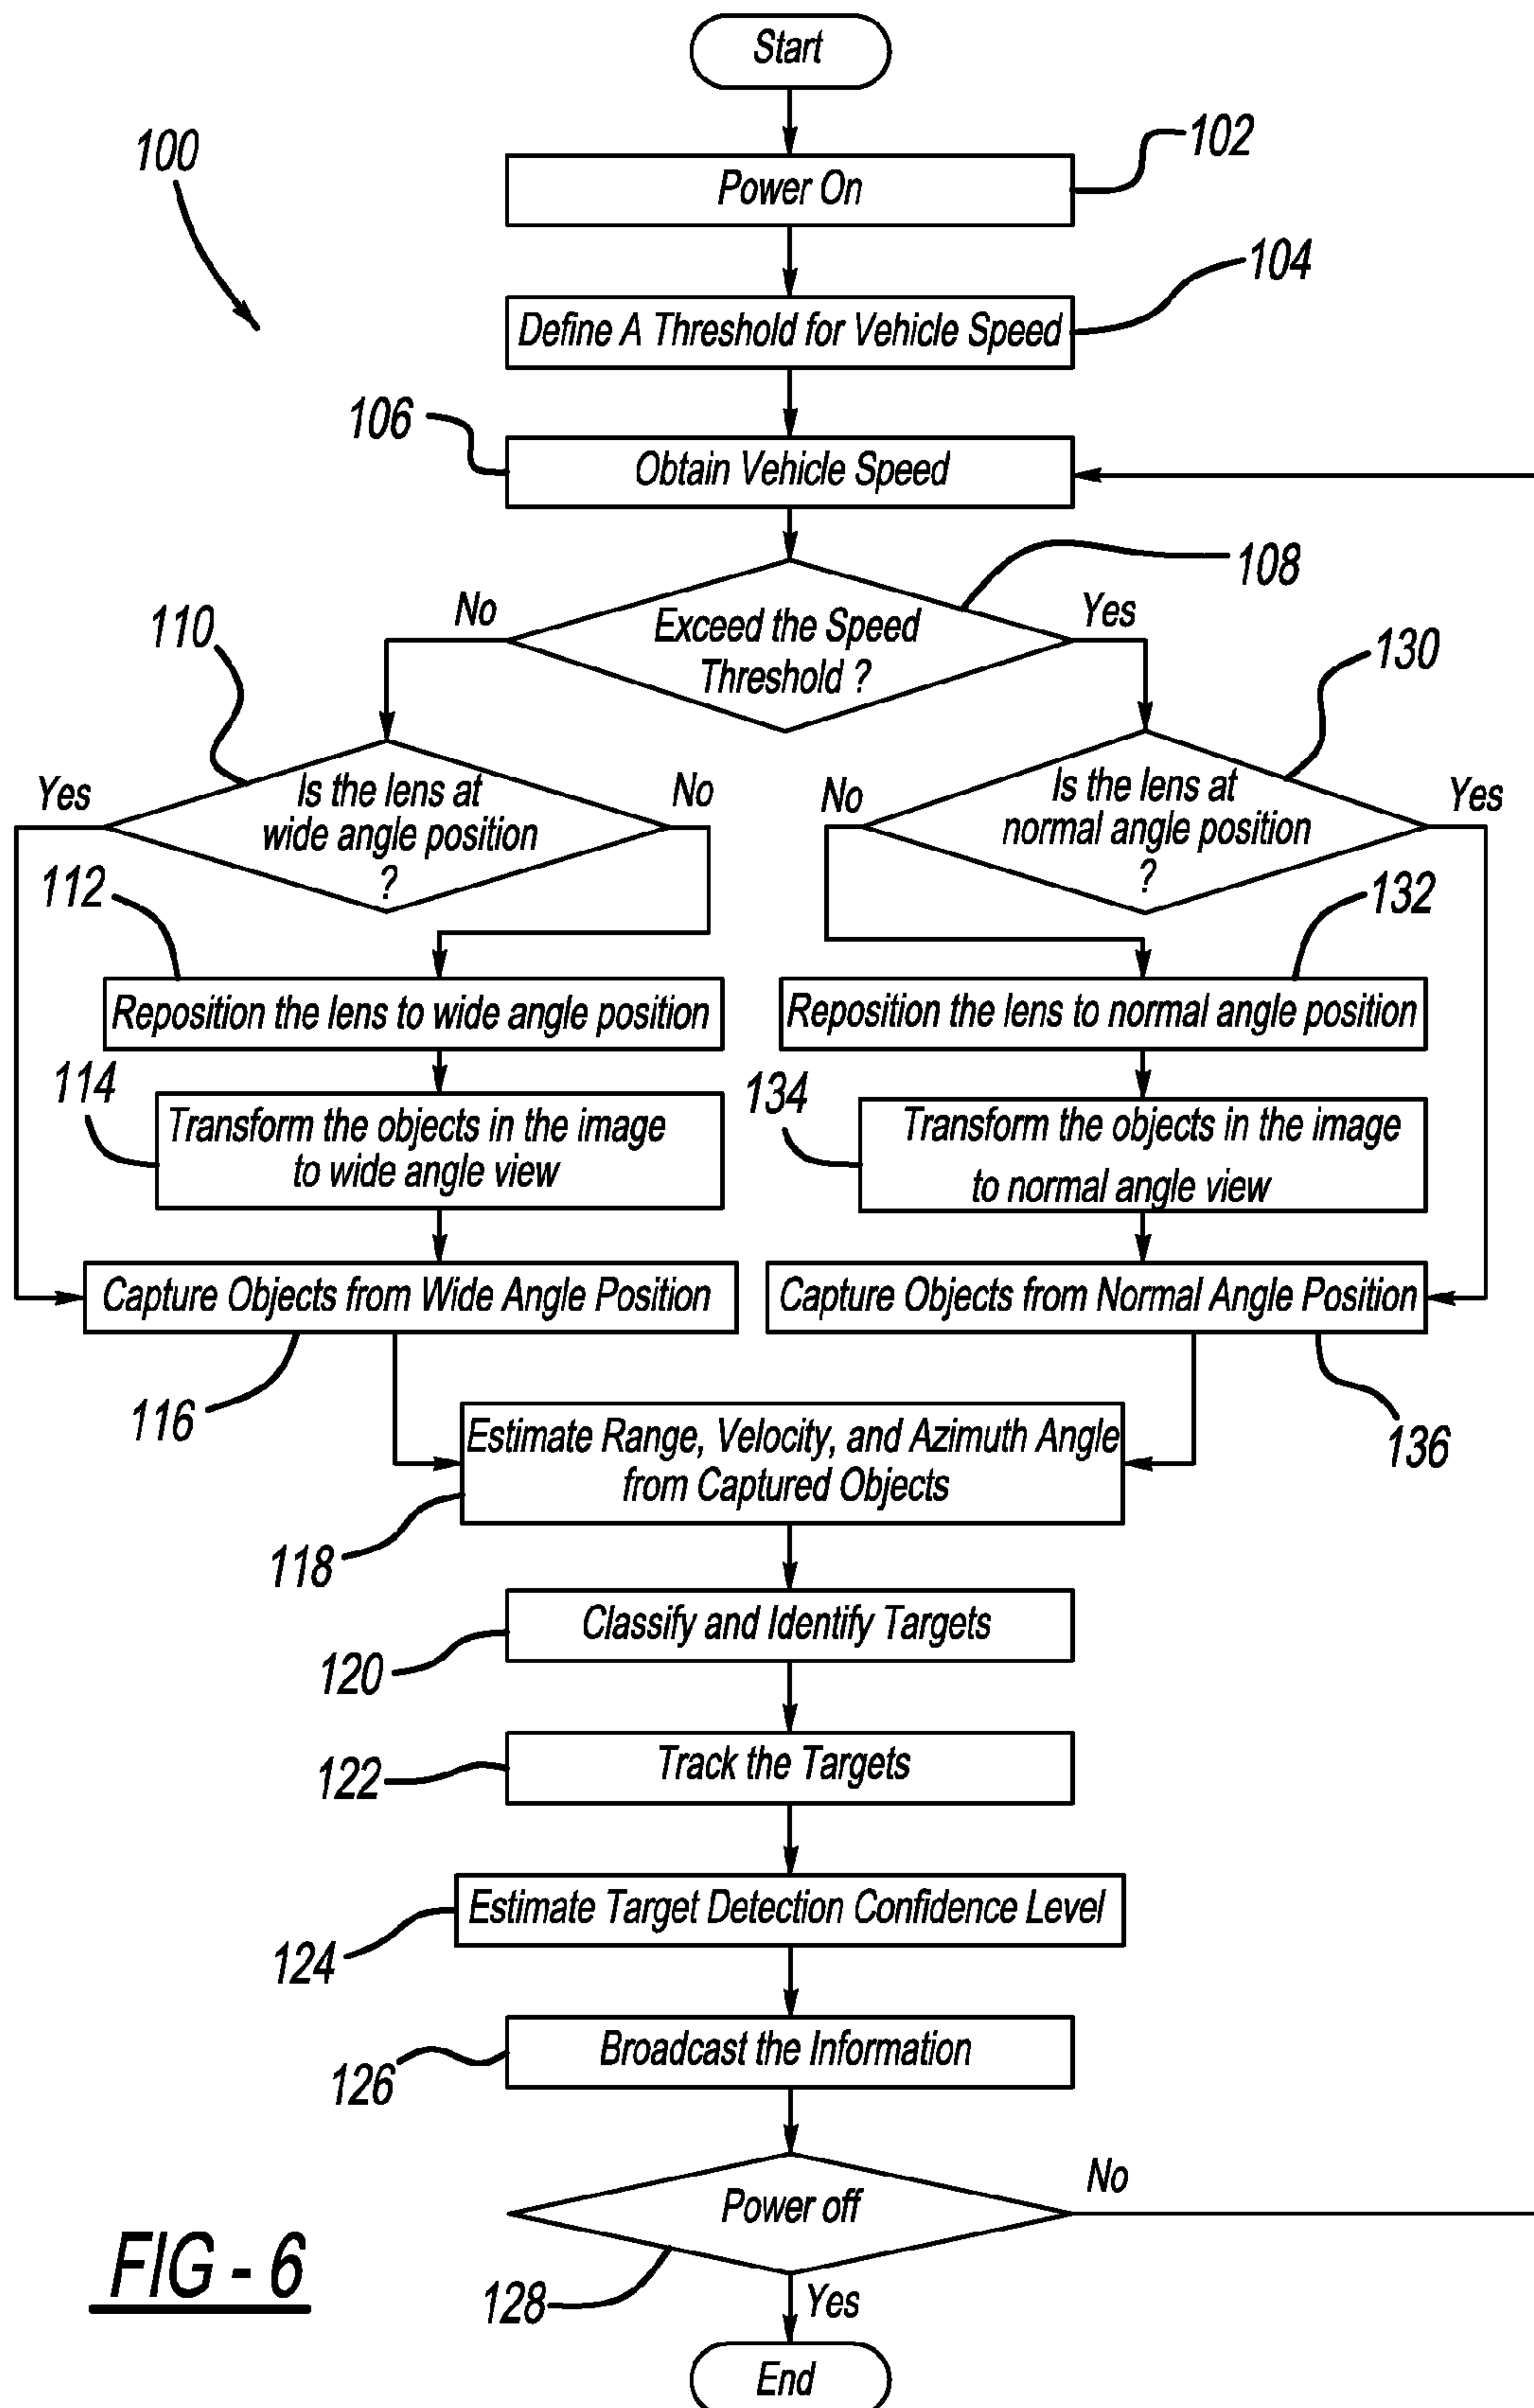 Start
100
102
Power On
104
Define A Threshold for Vehicle Speed
106
Obtain Vehicle Speed
108
No
Yes
Exceed the Speed
Threshold ?
110
130
Yes
Is the lens at
wide angle position
?
No
No
Is the lens at
normal angle position
?
Yes
112
132
Reposition the lens to wide angle position
Reposition the lens to normal angle position
114
134
Transform the objects in the image
to wide angle view
Transform the objects in the image
to normal angle view
Capture Objects from Wide Angle Position
Capture Objects from Normal Angle Position
116
136
Estimate Range, Velocity, and Azimuth Angle
from Captured Objects
118
Classify and Identify Targets
120
Track the Targets
122
Estimate Target Detection Confidence Level
124
Broadcast the Information
126
Power off
No
128
Yes
End
FIG - 6